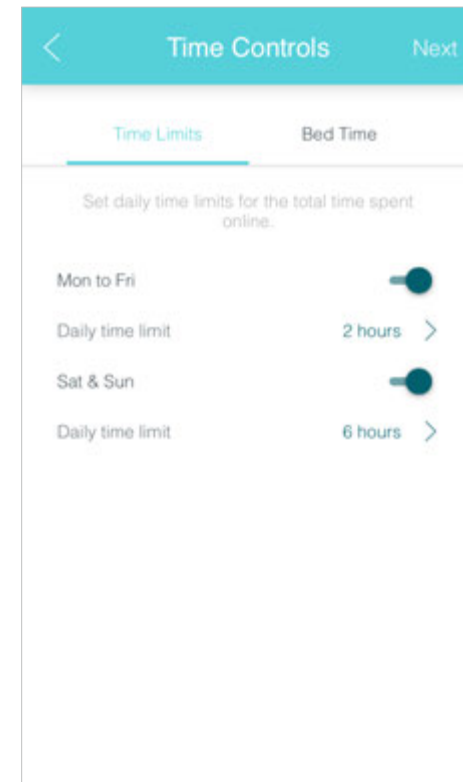 Time Controls Next
Time Limits Bed Time
Set daily time limits for the total time spent
online.
Mon to Fri
Daily time limit 2 hours
Sat & Sun
Daily time limit 6 hours